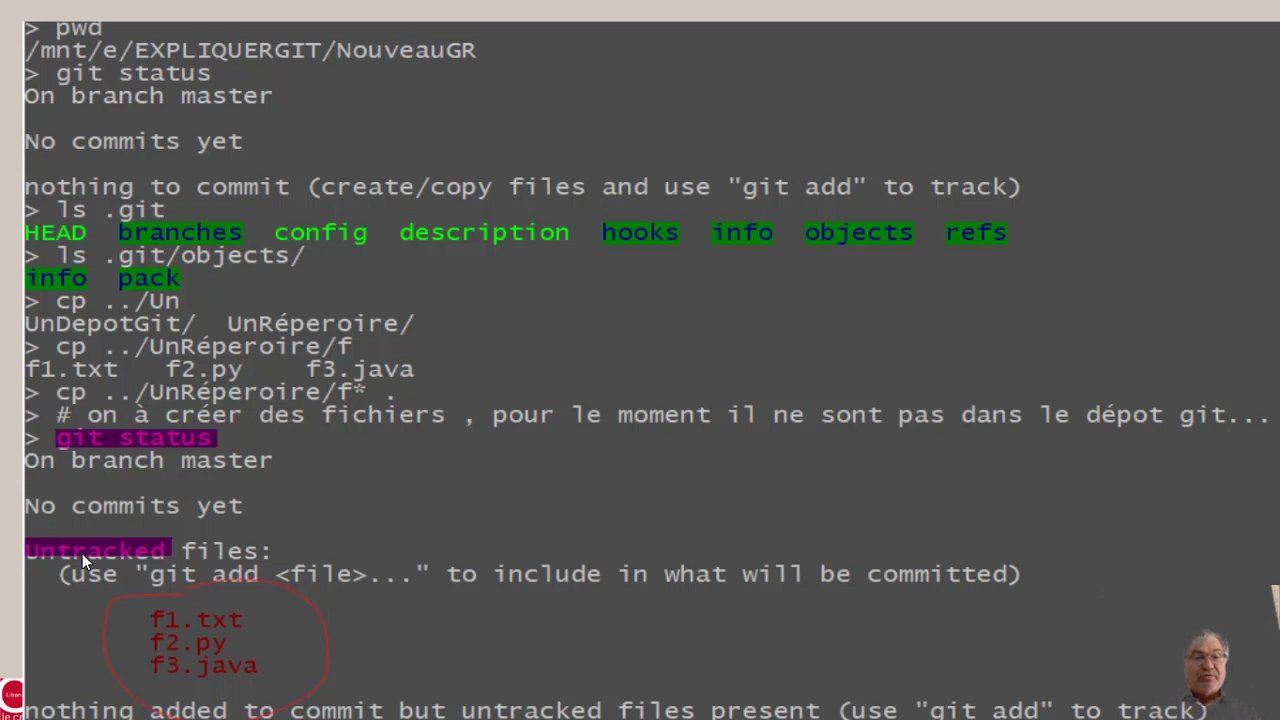 > pwd
/mnt/e/EXPLIQUERGIT/NouveauGR
> git status
On branch master
No commits yet
nothing to commit (create/copy files and use "git add" to track)
> ls .git
HEAD branches config description hooks info objects refs
> ls .git/objects/
info pack
> cp ../Un
UnDepotGit/ UnRéperoire/
> cp ../UnRéperoire/f
f1.txt f2.py f3.java
> cp ../UnRéperoire/f* .
> # on à créer des fichiers , pour le moment il ne sont pas dans le dépot git...
> git status
On branch master
No commits yet
Untracked files:
(use "git add <file>..." to include in what will be committed)
f1.txt
f2.py
f3.java
nothing added to commit but untracked files present (use "git add" to track)